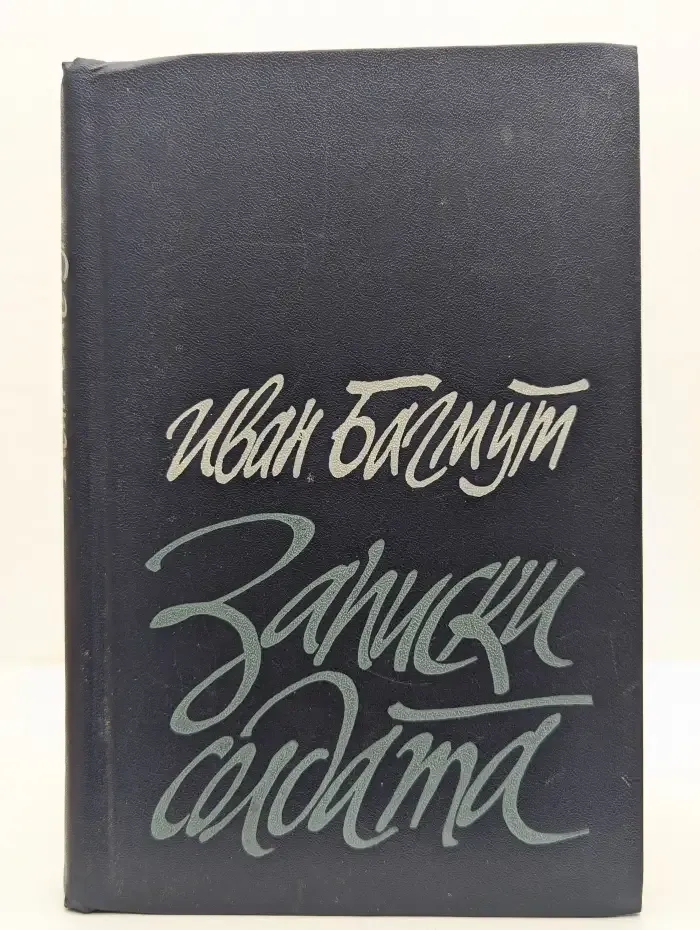 Иван Багмут
Записки
солдата